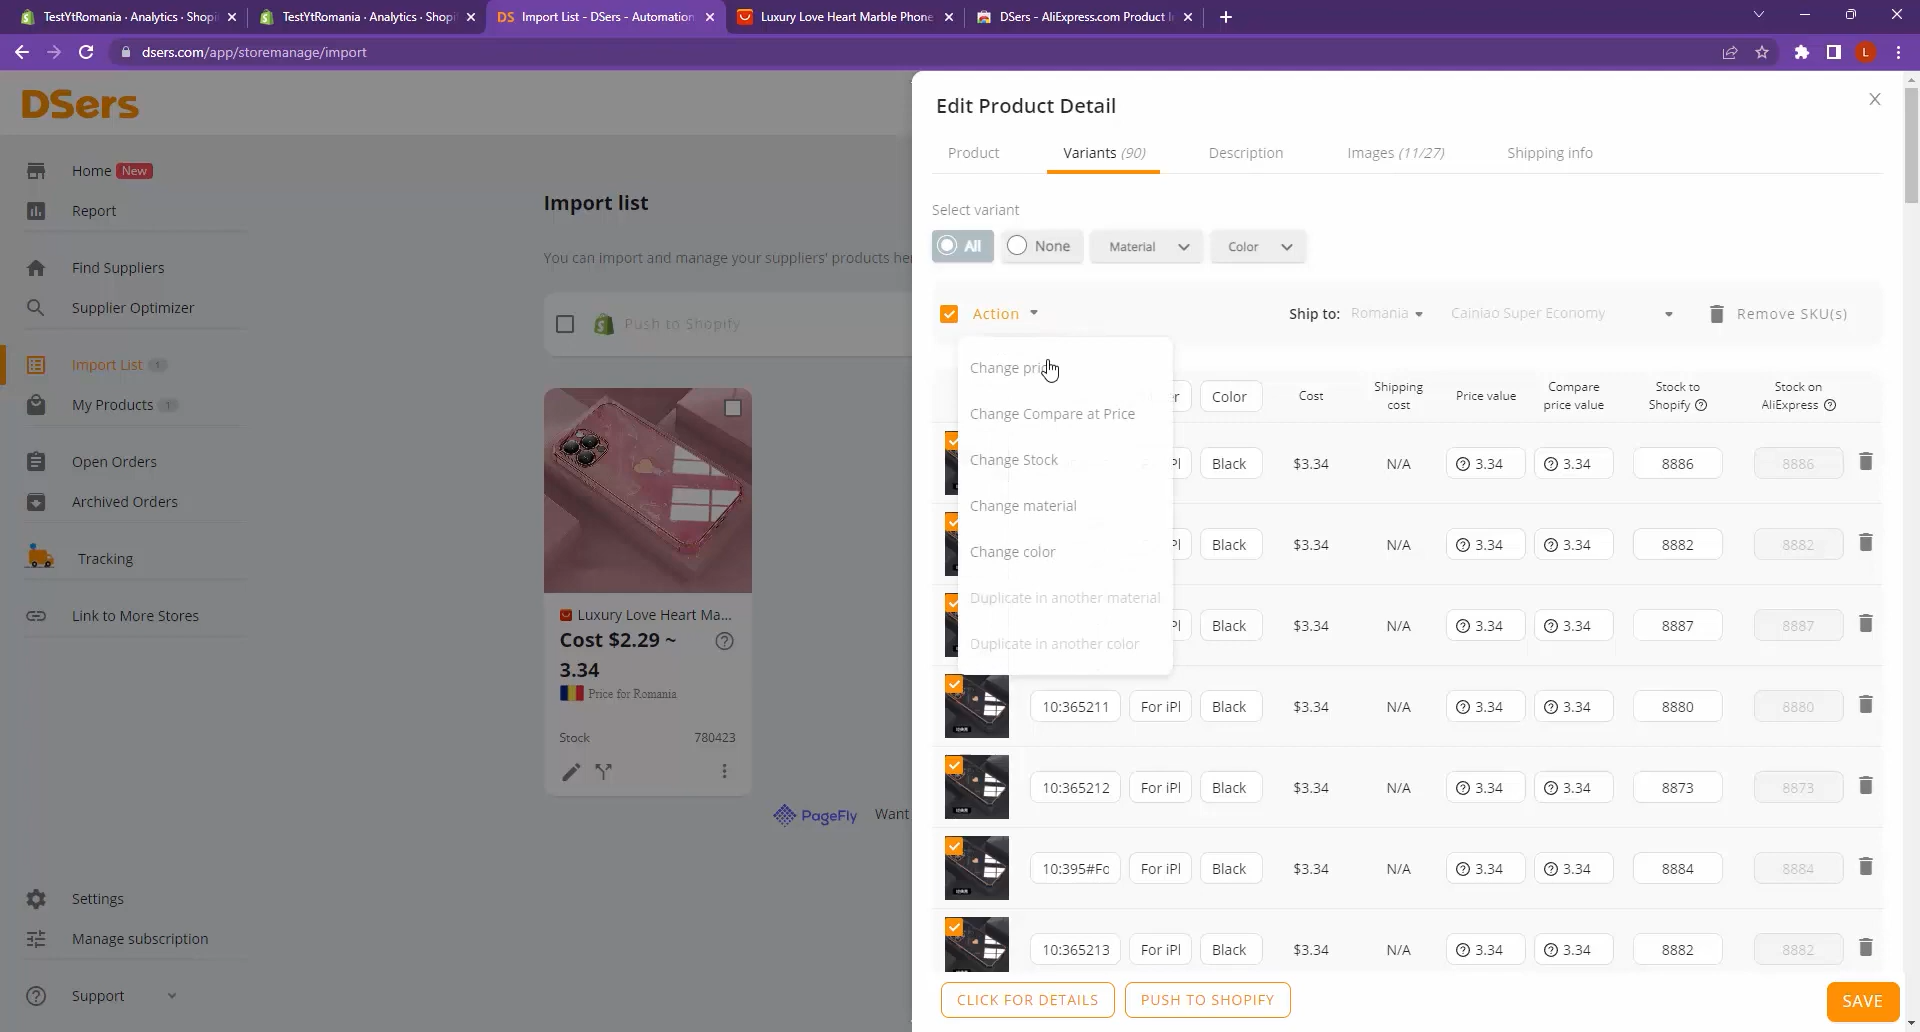 TestYtRomania · Analytics · Shopi
TestYtRomania · Analytics · Shopi
DS Import List - DSers - Automation
Luxury Love Heart Marble Phone
DSers - AliExpress.com Product I
dsers.com/app/storemanage/import
L
DSers
Home New
Report
Find Suppliers
Supplier Optimizer
Import List 1
My Products 1
Open Orders
Archived Orders
Tracking
Link to More Stores
Settings
Manage subscription
Support
Import list
You can import and manage your suppliers' products her
Push to Shopify
Luxury Love Heart Ma...
Cost $2.29 ~
3.34
Price for Romania
Stock 780423
PageFly Want
Edit Product Detail
Product Variants (90) Description Images (11/27) Shipping info
Select variant
All None Material Color
Action Ship to: Romania Cainiao Super Economy Remove SKU(s)
Change pri
Change Compare at Price
Change Stock
Change material
Change color
Duplicate in another material
Duplicate in another color
Color Cost Shipping cost Price value Compare price value Stock to Shopify Stock on AliExpress
Black $3.34 N/A 3.34 3.34 8886 8886
Black $3.34 N/A 3.34 3.34 8882 8882
Black $3.34 N/A 3.34 3.34 8887 8887
10:365211 For iPl Black $3.34 N/A 3.34 3.34 8880 8880
10:365212 For iPl Black $3.34 N/A 3.34 3.34 8873 8873
10:395#Fo For iPl Black $3.34 N/A 3.34 3.34 8884 8884
10:365213 For iPl Black $3.34 N/A 3.34 3.34 8882 8882
CLICK FOR DETAILS PUSH TO SHOPIFY SAVE